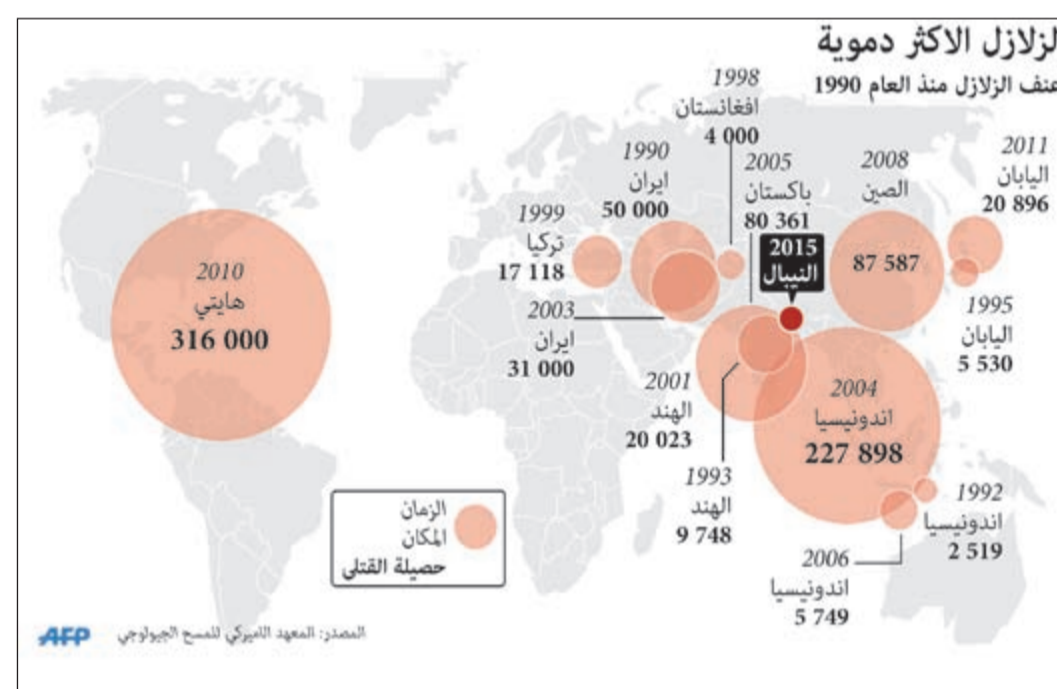 لزلازل الاكثر دموية
عنف الزلازل منذ العام 1990
1998
افغانستان
4 000
1990
ايران
50 000
2005
باكستان
80 361
2008
الصين
87 587
2011
اليابان
20 896
1999
تركيا
17 118
2015
النيبال
2010
هايتي
316 000
2003
ايران
31 000
1995
اليابان
5 530
2001
الهند
20 023
2004
اندونيسيا
227 898
1993
الهند
9 748
1992
اندونيسيا
2 519
2006
اندونيسيا
5 749
الزمان
المكان
حصيلة القتلى
المصدر: المعهد الاميركي للمسح الجيولوجي
AFP